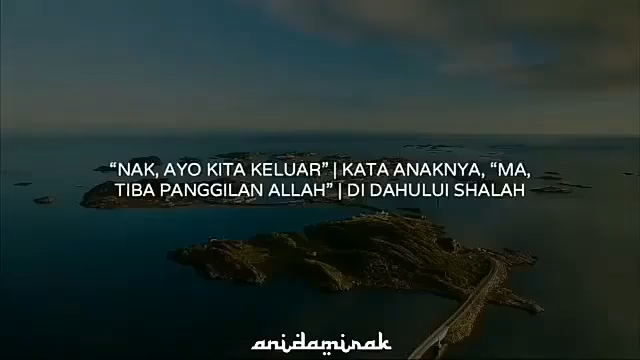 “NAK, AYO KITA KELUAR” | KATA ANAKNYA, “MA,
TIBA PANGGILAN ALLAH” | DI DAHULUI SHALAH
anidamirak